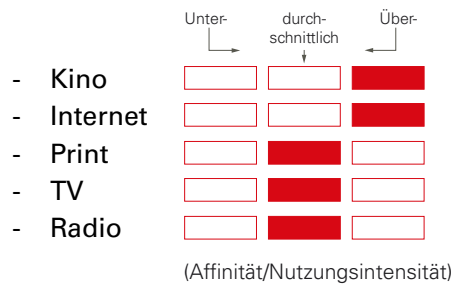 Unter- durch- Über-
schnittlich
- Kino
- Internet
- Print
- TV
- Radio
(Affinität/Nutzungsintensität)